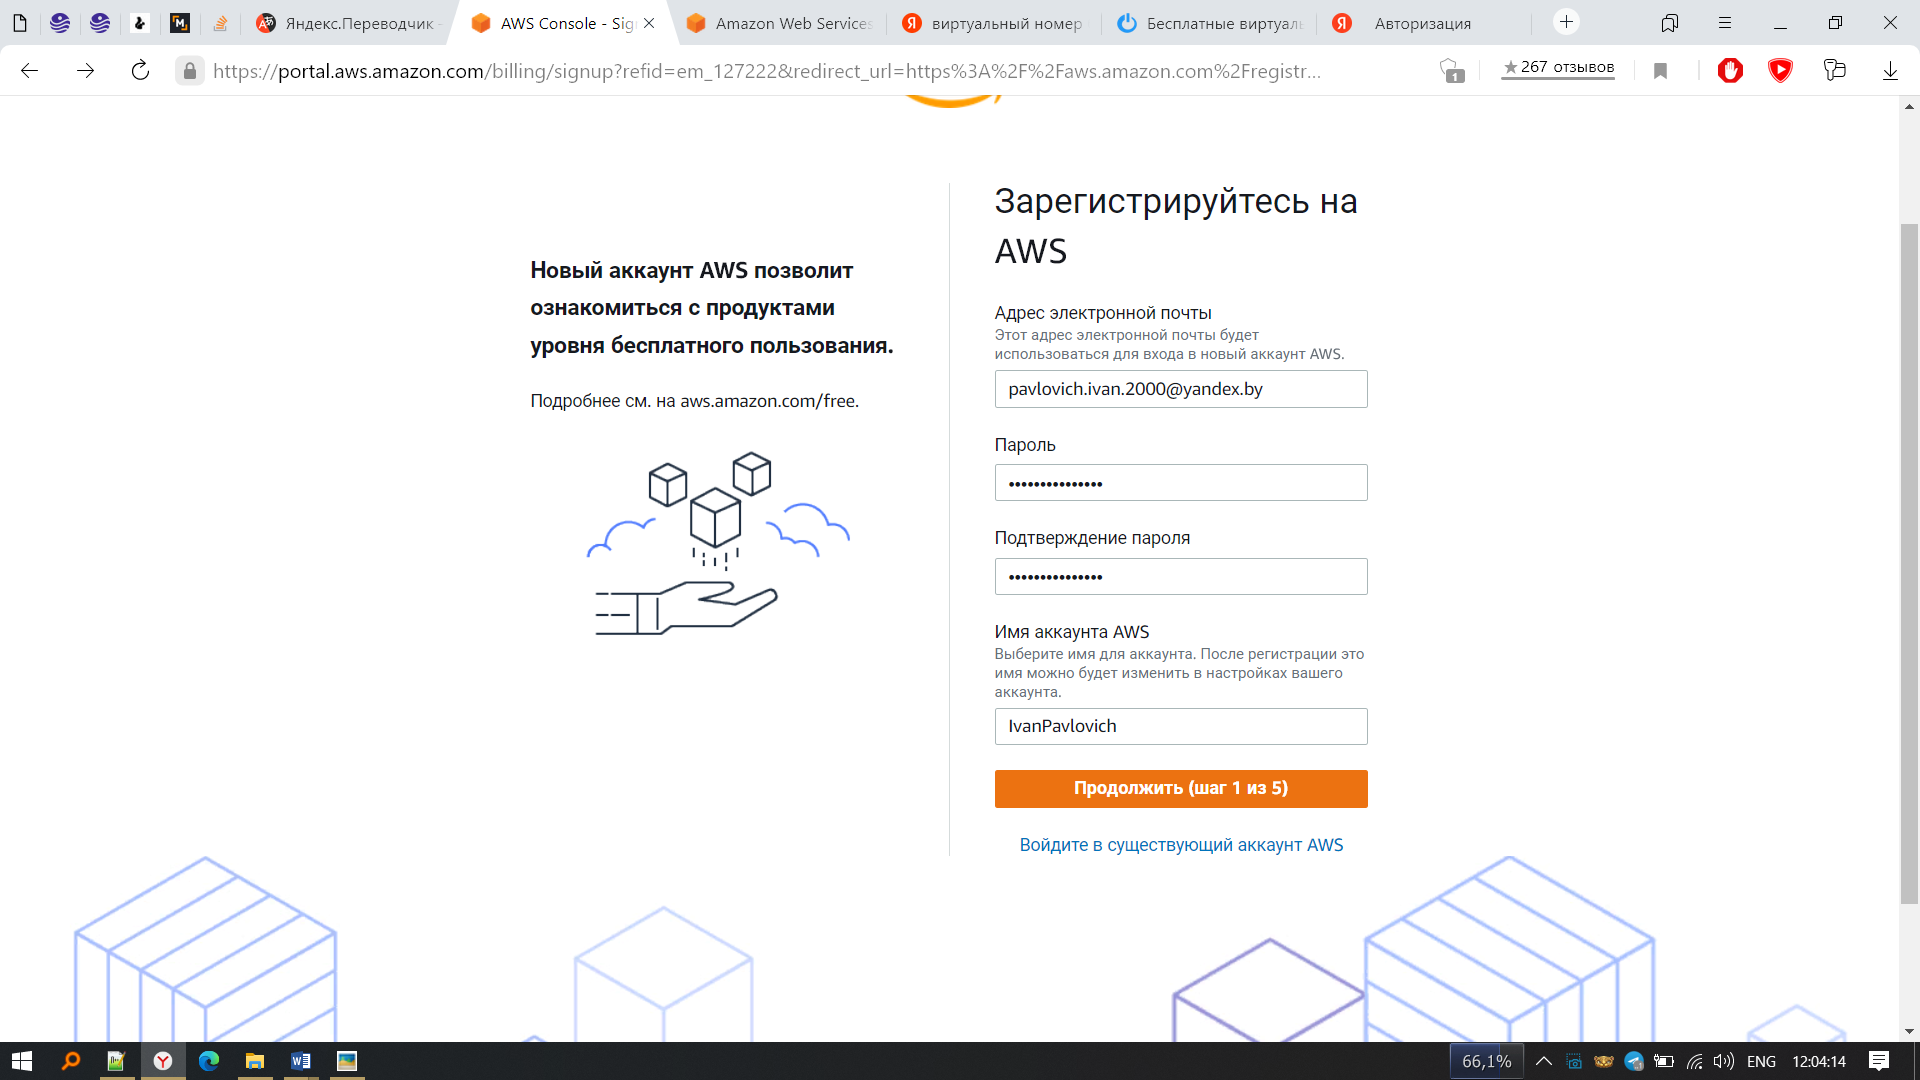 Яндекс.Переводчик -
AWS Console - Sig
Amazon Web Services
виртуальный номер
Бесплатные виртуаль
Авторизация
https://portal.aws.amazon.com/billing/signup?refid=em_127222&redirect_url=https%3A%2F%2Faws.amazon.com%2Fregistr...
1
★267 отзывов
Новый аккаунт AWS позволит
ознакомиться с продуктами
уровня бесплатного пользования.
Подробнее см. на aws.amazon.com/free.
Зарегистрируйтесь на
AWS
Адрес электронной почты
Этот адрес электронной почты будет
использоваться для входа в новый аккаунт AWS.
pavlovich.ivan.2000@yandex.by
Пароль
•••••••••••••••
Подтверждение пароля
•••••••••••••••
Имя аккаунта AWS
Выберите имя для аккаунта. После регистрации это
имя можно будет изменить в настройках вашего
аккаунта.
IvanPavlovich
Продолжить (шаг 1 из 5)
Войдите в существующий аккаунт AWS
66,1%
ENG
12:04:14